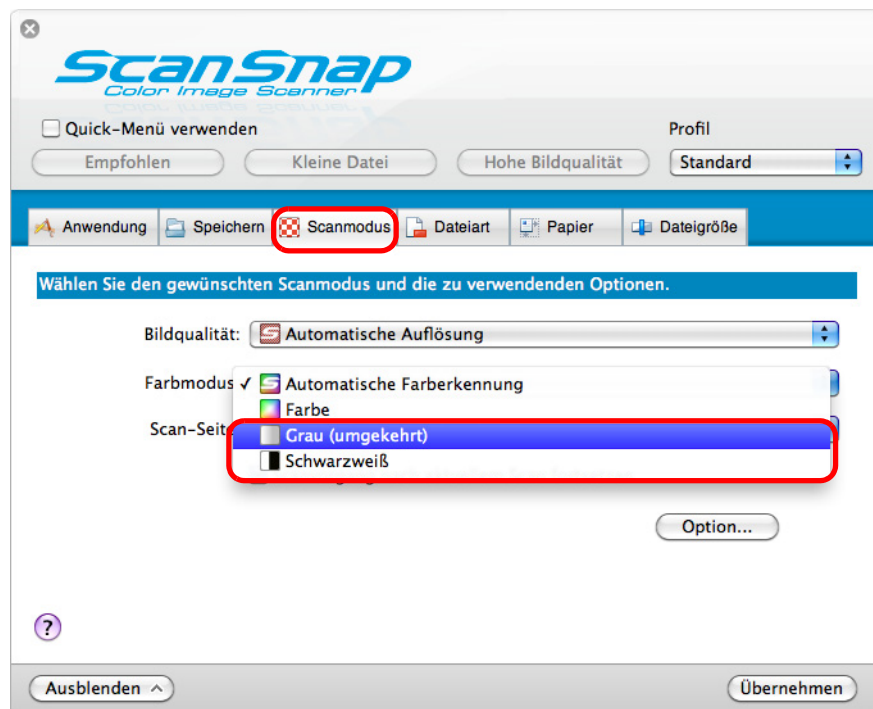 ScanSnap
Color Image Scanner
Quick-Menü verwenden
Profil
Empfohlen Kleine Datei Hohe Bildqualität Standard
Anwendung Speichern Scanmodus Dateiart Papier Dateigröße
Wählen Sie den gewünschten Scanmodus und die zu verwendenden Optionen.
Bildqualität: Automatische Auflösung
Farbmodus ✓ Automatische Farberkennung
Farbe
Scan-Seite Grau (umgekehrt)
Schwarzweiß
Option...
?
Ausblenden Übernehmen